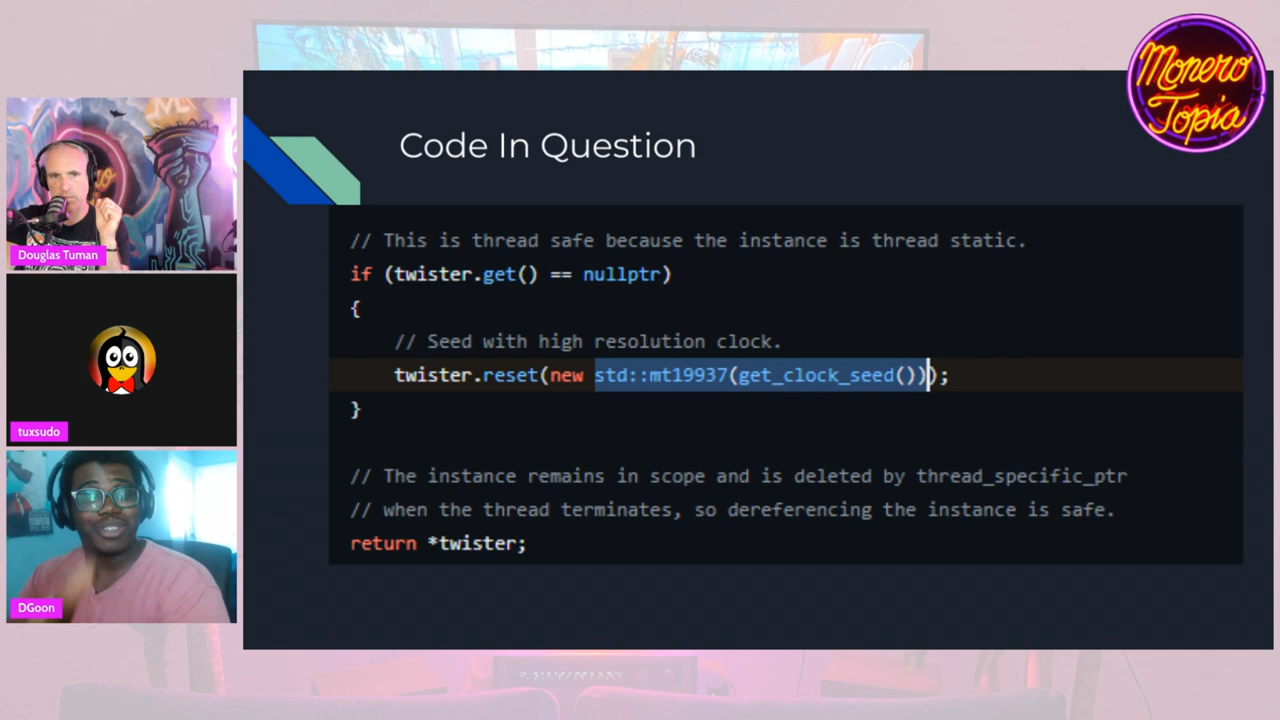 Monero
Topia
Code In Question
Douglas Tuman
tuxsudo
DGoon
// This is thread safe because the instance is thread static.
if (twister.get() == nullptr)
{
// Seed with high resolution clock.
twister.reset(new std::mt19937(get_clock_seed()));
}
// The instance remains in scope and is deleted by thread_specific_ptr
// when the thread terminates, so dereferencing the instance is safe.
return *twister;